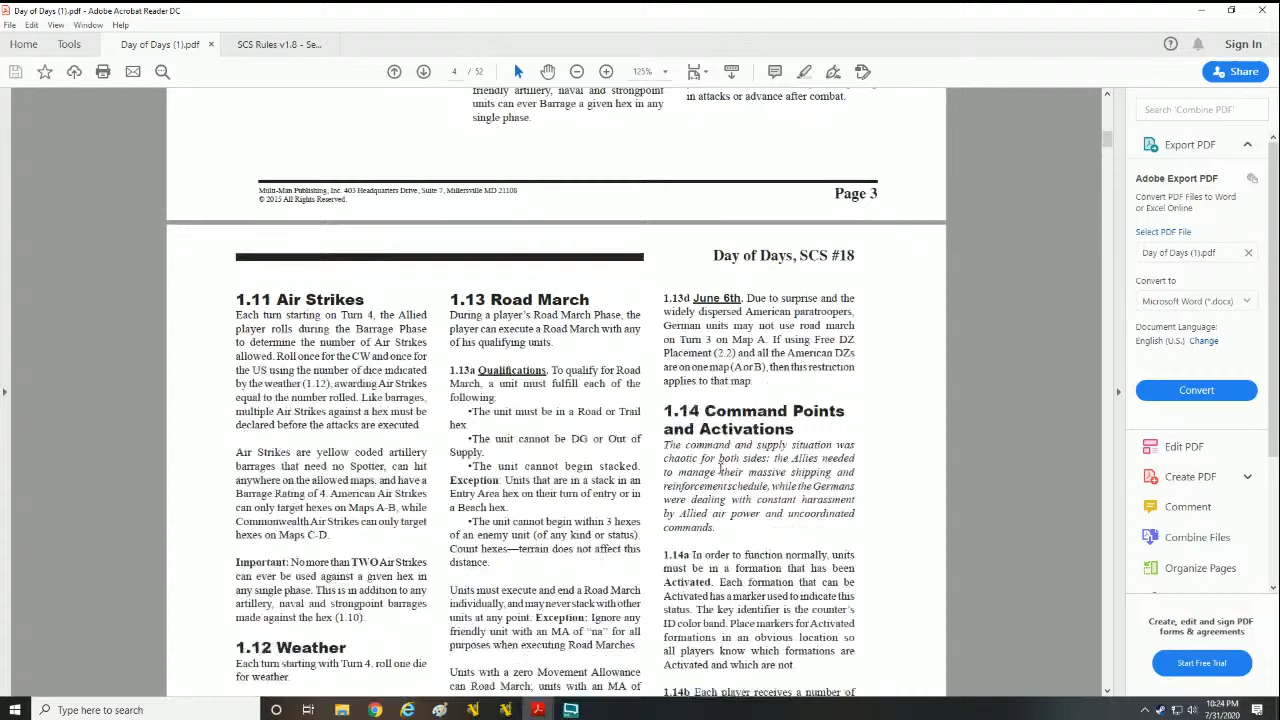 Day of Days (1).pdf - Adobe Acrobat Reader DC
File Edit View Window Help
Home Tools Day of Days (1).pdf × SCS Rules v1.8 - Se... Sign In
4 / 52 125% Share
friendly artillery, naval and strongpoint
units can ever Barrage a given hex in any
single phase.
in attacks or advance after combat.
Multi-Man Publishing, Inc. 403 Headquarters Drive, Suite 7, Millersville MD 21108
© 2015 All Rights Reserved.
Page 3
Day of Days, SCS #18
1.11 Air Strikes
Each turn starting on Turn 4, the Allied
player rolls during the Barrage Phase
to determine the number of Air Strikes
allowed. Roll once for the CW and once for
the US using the number of dice indicated
by the weather (1.12), awarding Air Strikes
equal to the number rolled. Like barrages,
multiple Air Strikes against a hex must be
declared before the attacks are executed.
Air Strikes are yellow coded artillery
barrages that need no Spotter, can hit
anywhere on the allowed maps, and have a
Barrage Rating of 4. American Air Strikes
can only target hexes on Maps A-B, while
Commonwealth Air Strikes can only target
hexes on Maps C-D.
Important: No more than TWO Air Strikes
can ever be used against a given hex in
any single phase. This is in addition to any
artillery, naval and strongpoint barrages
made against the hex (1.10).
1.12 Weather
Each turn starting with Turn 4, roll one die
for weather.
1.13 Road March
During a player's Road March Phase, the
player can execute a Road March with any
of his qualifying units.
1.13a Qualifications. To qualify for Road
March, a unit must fulfill each of the
following:
•The unit must be in a Road or Trail
hex.
•The unit cannot be DG or Out of
Supply.
•The unit cannot begin stacked.
Exception: Units that are in a stack in an
Entry Area hex on their turn of entry or in
a Beach hex.
•The unit cannot begin within 3 hexes
of an enemy unit (of any kind or status).
Count hexes—terrain does not affect this
distance.
Units must execute and end a Road March
individually, and may never stack with other
units at any point. Exception: Ignore any
friendly unit with an MA of "na" for all
purposes when executing Road Marches.
Units with a zero Movement Allowance
can Road March; units with an MA of
1.13d June 6th. Due to surprise and the
widely dispersed American paratroopers,
German units may not use road march
on Turn 3 on Map A. If using Free DZ
Placement (2.2) and all the American DZs
are on one map (A or B), then this restriction
applies to that map.
1.14 Command Points
and Activations
The command and supply situation was
chaotic for both sides: the Allies needed
to manage their massive shipping and
reinforcement schedule, while the Germans
were dealing with constant harassment
by Allied air power and uncoordinated
commands.
1.14a In order to function normally, units
must be in a formation that has been
Activated. Each formation that can be
Activated has a marker used to indicate this
status. The key identifier is the counter's
ID color band. Place markers for Activated
formations in an obvious location so
all players know which formations are
Activated and which are not.
1.14b Each player receives a number of
Search 'Combine PDF'
Export PDF
Adobe Export PDF
Convert PDF Files to Word
or Excel Online
Select PDF File
Day of Days (1).pdf ×
Convert to
Microsoft Word (*.docx)
Document Language:
English (U.S.) Change
Convert
Edit PDF
Create PDF
Comment
Combine Files
Organize Pages
Create, edit and sign PDF
forms & agreements
Start Free Trial
Type here to search
10:24 PM
7/31/2020